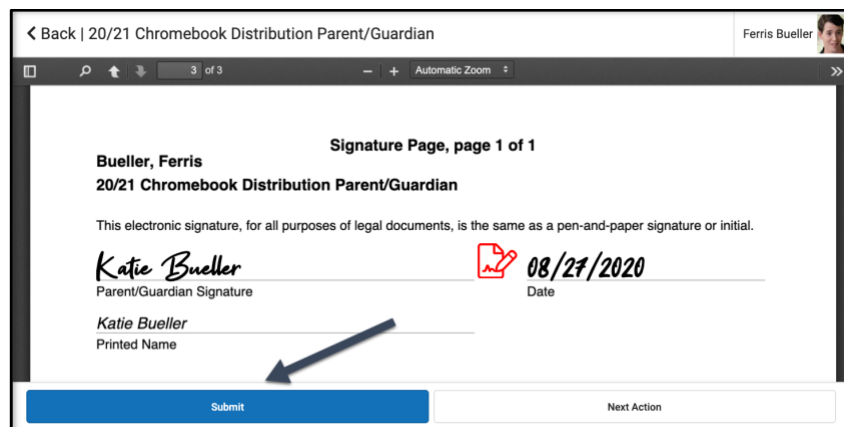 Back | 20/21 Chromebook Distribution Parent/Guardian
Ferris Bueller
3 of 3
Automatic Zoom
Signature Page, page 1 of 1
Bueller, Ferris
20/21 Chromebook Distribution Parent/Guardian
This electronic signature, for all purposes of legal documents, is the same as a pen-and-paper signature or initial.
Katie Bueller 08/27/2020
Parent/Guardian Signature Date
Katie Bueller
Printed Name
Submit Next Action